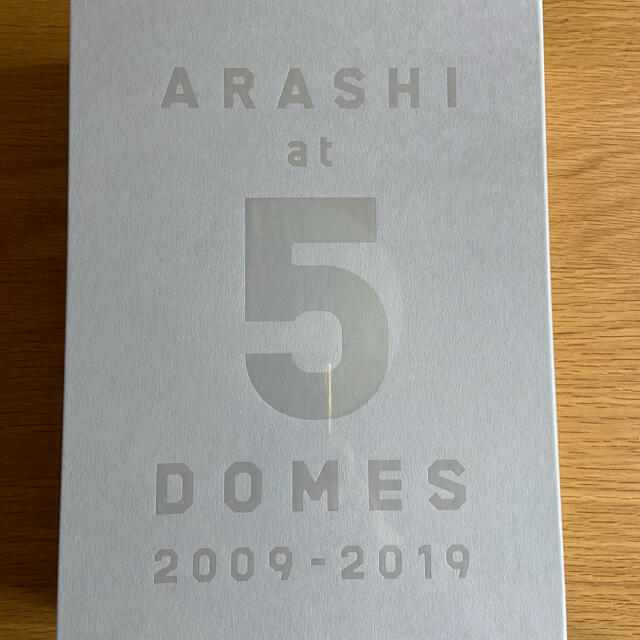 ARASHI
at
5
DOMES
2009-2019